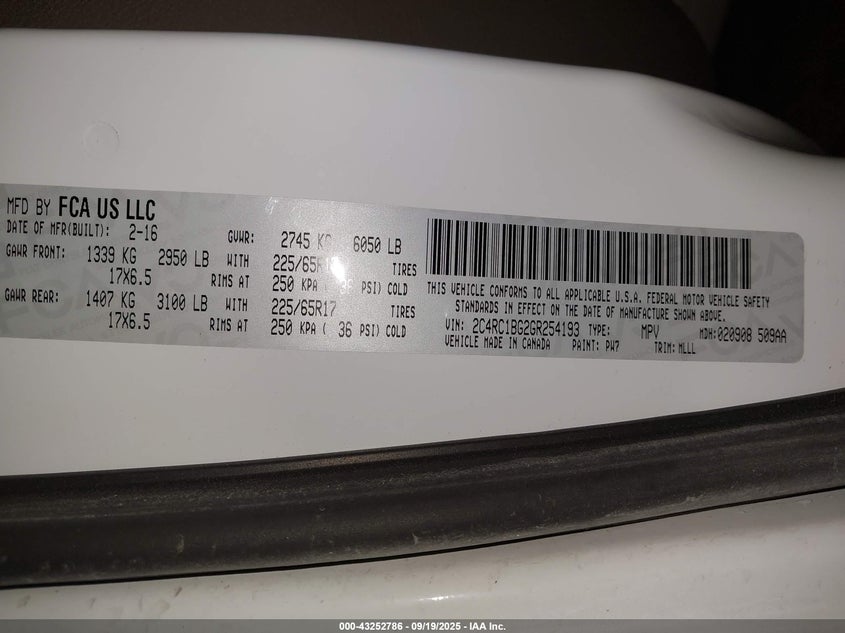 MFD BY FCA US LLC
DATE OF MFR(BUILT): 2-16 GVWR: 2745 KG 6050 LB
GAWR FRONT: 1339 KG 2950 LB WITH 225/65R TIRES
17X6.5 RIMS AT 250 KPA ( 36 PSI) COLD
GAWR REAR: 1407 KG 3100 LB WITH 225/65R17 TIRES
17X6.5 RIMS AT 250 KPA ( 36 PSI) COLD
THIS VEHICLE CONFORMS TO ALL APPLICABLE U.S.A. FEDERAL MOTOR VEHICLE SAFETY
STANDARDS IN EFFECT ON THE DATE OF MANUFACTURE SHOWN ABOVE.
VIN: 2C4RC1BG2GR254193 TYPE: MPV MDH:020908 509AA
VEHICLE MADE IN CANADA PAINT: PW7 TRIM: MLLL
000-43252786 - 09/19/2025 - IAA Inc.